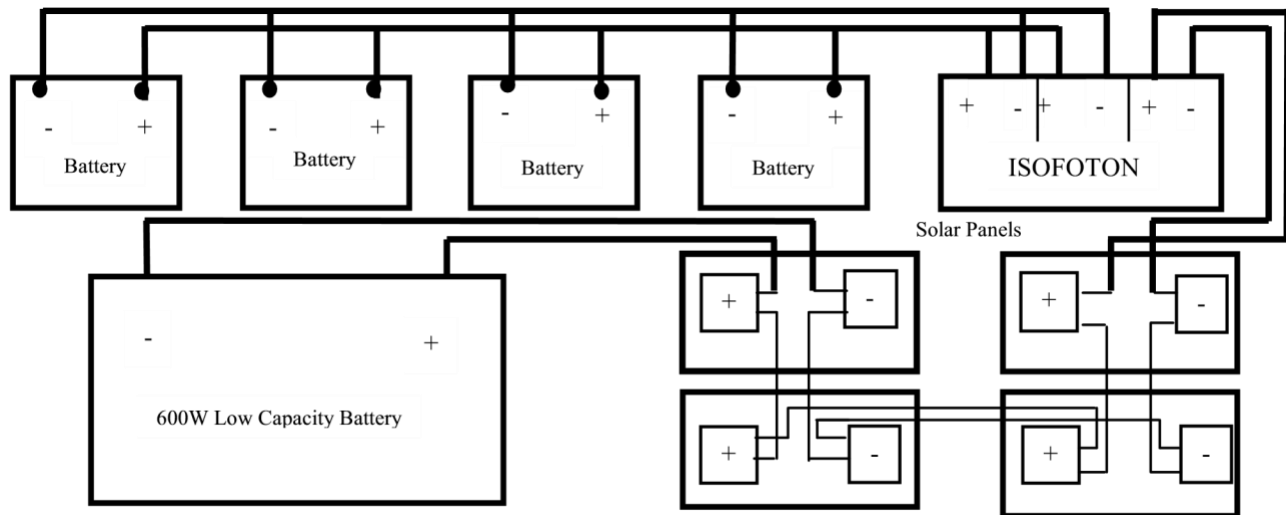 - +
Battery
- +
Battery
- +
Battery
- +
Battery
+ - + - + -
ISOFOTON
Solar Panels
- +
600W Low Capacity Battery
+ -
+ -
+ -
+ -